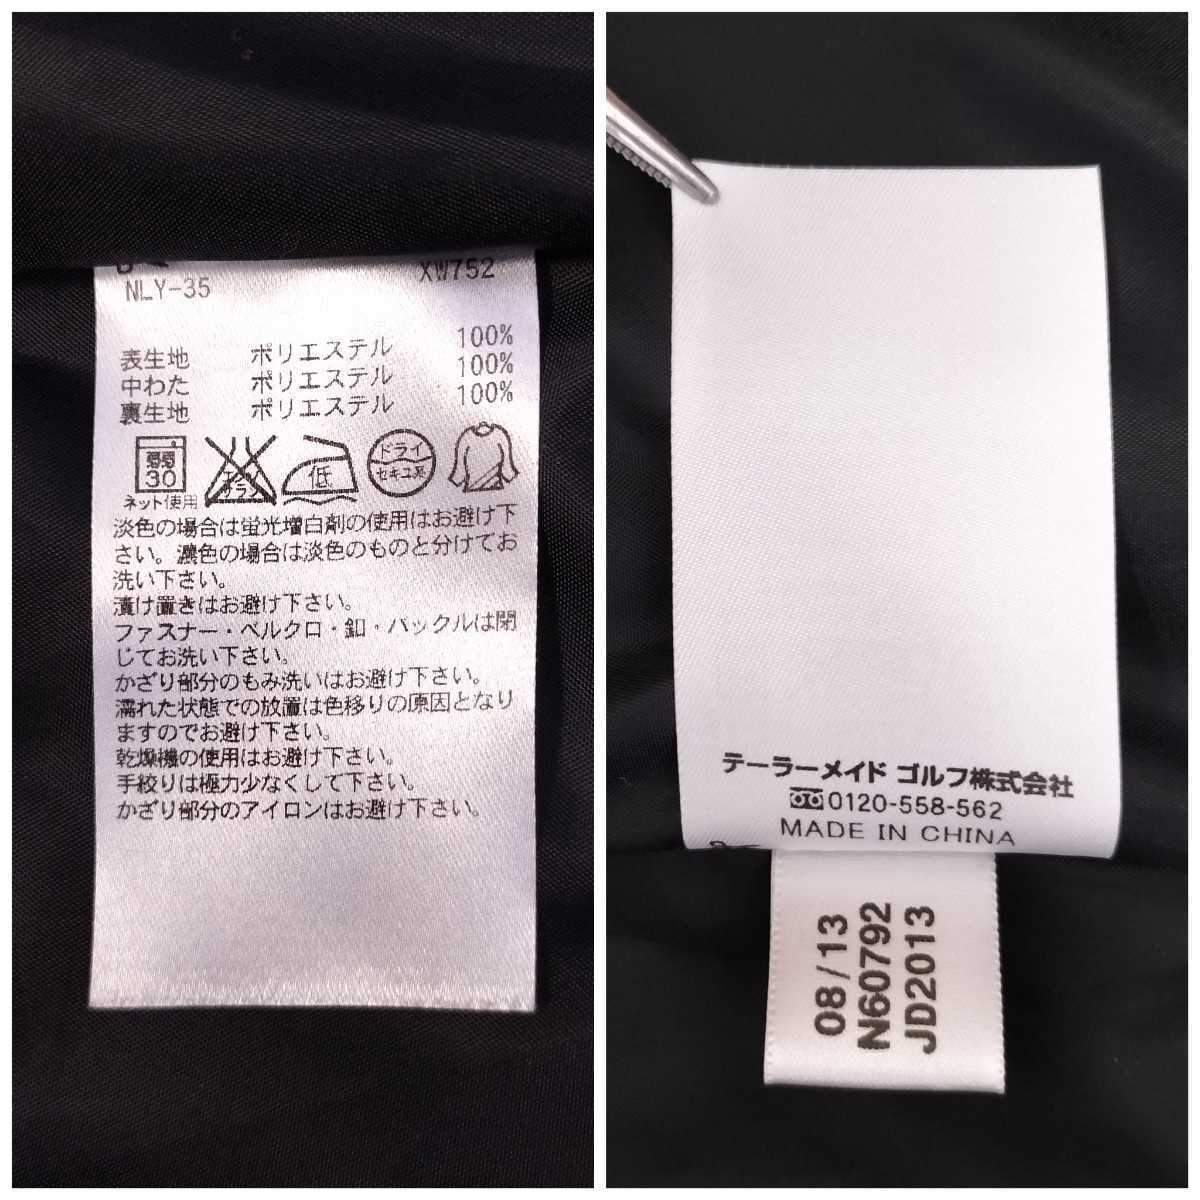 NLY-35
XW752
表生地 ポリエステル 100%
中わた ポリエステル 100%
裏生地 ポリエステル 100%
弱
30
ネット使用
エンソ
サラシ
低
ドライ
セキユ系
淡色の場合は蛍光増白剤の使用はお避け下
さい。濃色の場合は淡色のものと分けてお
洗い下さい。
漬け置きはお避け下さい。
ファスナー・ベルクロ・釦・バックルは閉
じてお洗い下さい。
かざり部分のもみ洗いはお避け下さい。
濡れた状態での放置は色移りの原因となり
ますのでお避け下さい。
乾燥機の使用はお避け下さい。
手絞りは極力少なくして下さい。
かざり部分のアイロンはお避け下さい。
テーラーメイド ゴルフ株式会社
0120-558-562
MADE IN CHINA
08/13
N60792
JD2013